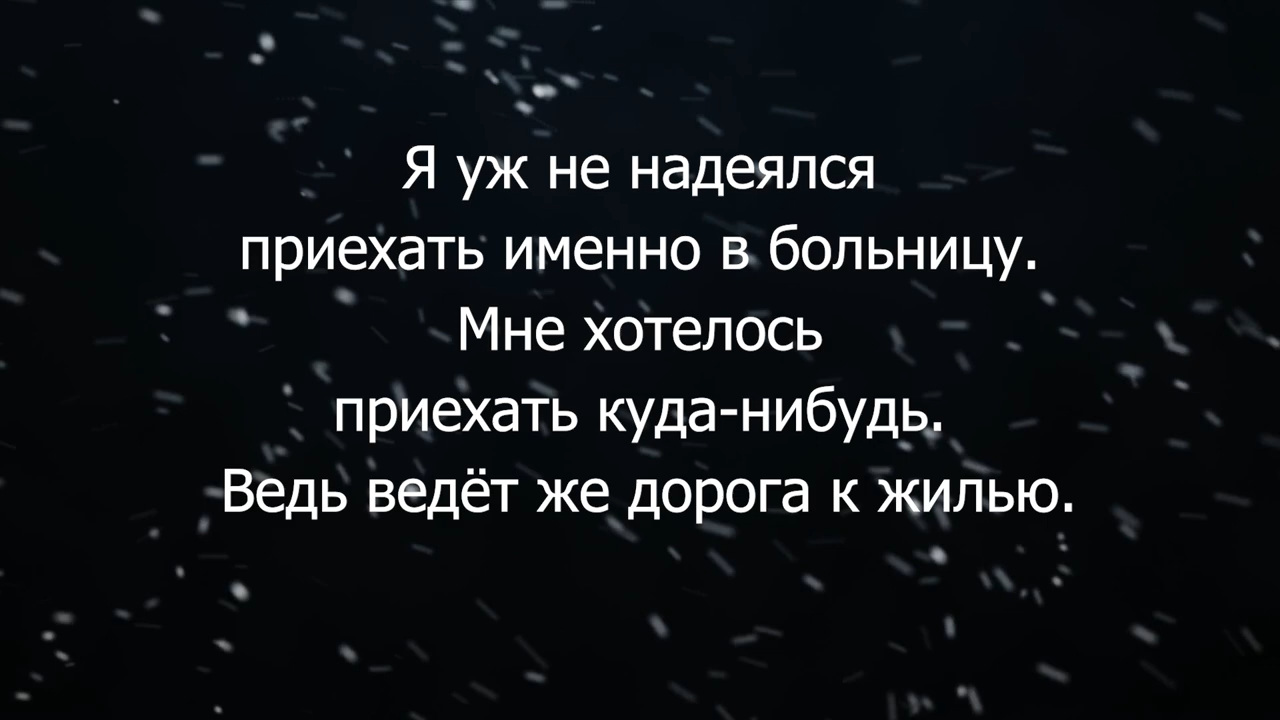 Я уж не надеялся
приехать именно в больницу.
Мне хотелось
приехать куда-нибудь.
Ведь ведёт же дорога к жилью.